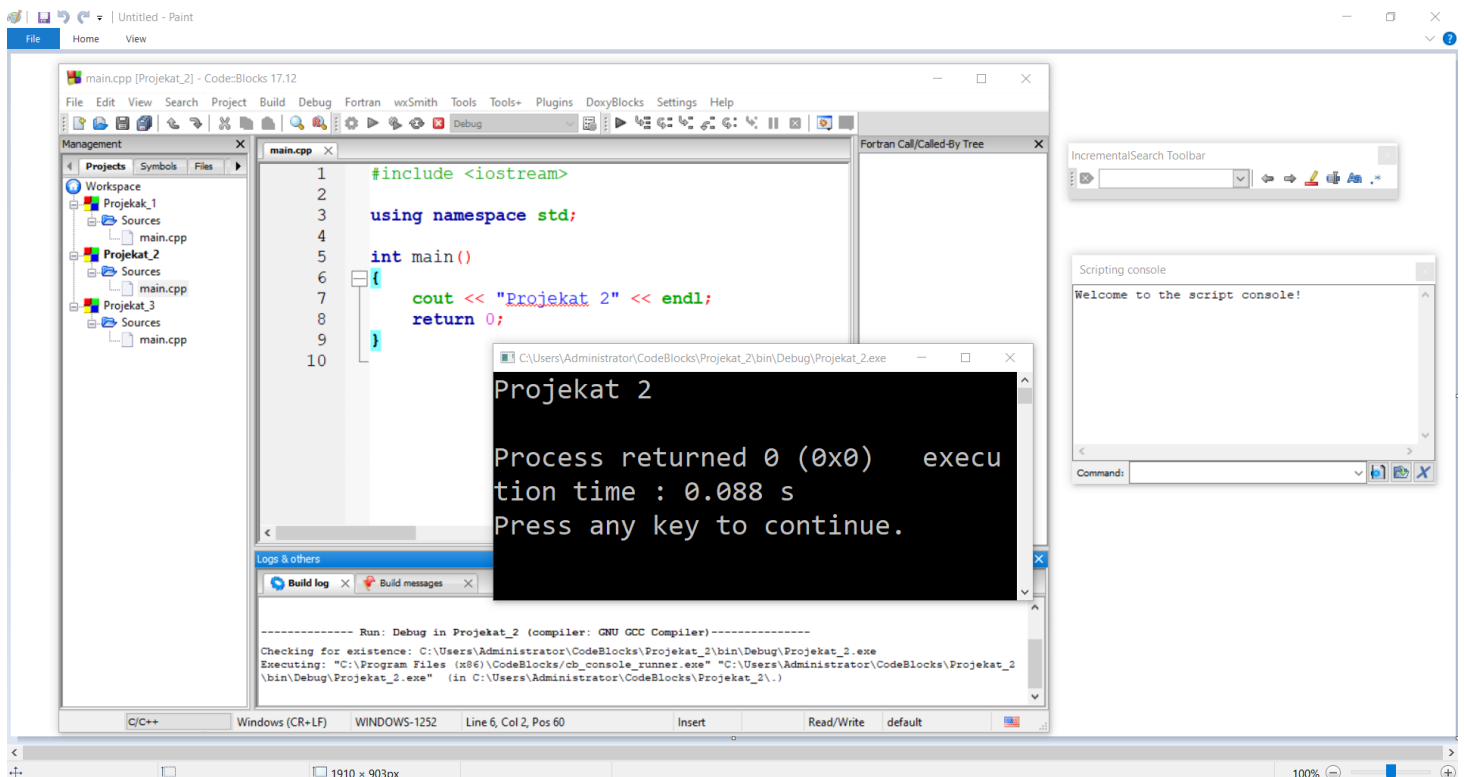 Untitled - Paint
File Home View
main.cpp [Projekat_2] - Code::Blocks 17.12
File Edit View Search Project Build Debug Fortran wxSmith Tools Tools+ Plugins DoxyBlocks Settings Help
Debug
Management
Projects Symbols Files
Workspace
Projekak_1
Sources
main.cpp
Projekat_2
Sources
main.cpp
Projekat_3
Sources
main.cpp
main.cpp
1 #include <iostream>
2
3 using namespace std;
4
5 int main()
6 {
7 cout << "Projekat 2" << endl;
8 return 0;
9 }
10
Fortran Call/Called-By Tree
IncrementalSearch Toolbar
Scripting console
Welcome to the script console!
Command:
C:\Users\Administrator\CodeBlocks\Projekat_2\bin\Debug\Projekat_2.exe
Projekat 2
Process returned 0 (0x0) execu
tion time : 0.088 s
Press any key to continue.
Logs & others
Build log Build messages
-------------- Run: Debug in Projekat_2 (compiler: GNU GCC Compiler)---------------
Checking for existence: C:\Users\Administrator\CodeBlocks\Projekat_2\bin\Debug\Projekat_2.exe
Executing: "C:\Program Files (x86)\CodeBlocks/cb_console_runner.exe" "C:\Users\Administrator\CodeBlocks\Projekat_2
\bin\Debug\Projekat_2.exe" (in C:\Users\Administrator\CodeBlocks\Projekat_2\.)
C/C++ Windows (CR+LF) WINDOWS-1252 Line 6, Col 2, Pos 60 Insert Read/Write default
1910 × 903px 100%